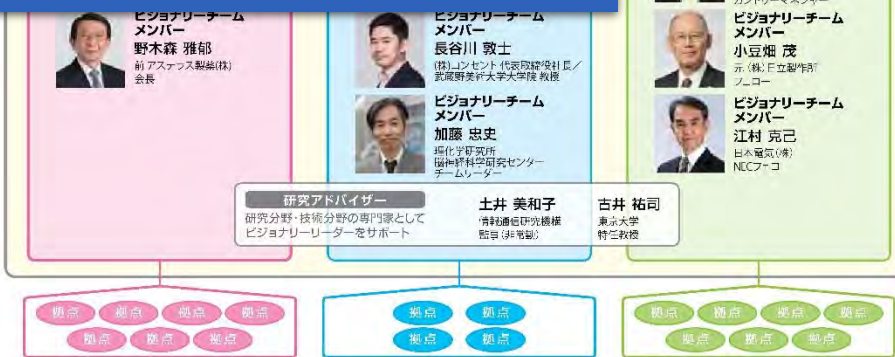 ビジョナリーチーム
メンバー
野木森 雅郁
前 アステラス製薬(株)
会長
ビジョナリーチーム
メンバー
長谷川 敦士
(株)コンセント 代表取締役社長／
武蔵野美術大学大学院 教授
ビジョナリーチーム
メンバー
加藤 忠史
理化学研究所
脳神経科学研究センター
チームリーダー
カントリーマネジャー
ビジョナリーチーム
メンバー
小豆畑 茂
元 (株)日立製作所
フェロー
ビジョナリーチーム
メンバー
江村 克己
日本電気(株)
NECフェロー
研究アドバイザー
研究分野・技術分野の専門家として
ビジョナリーリーダーをサポート
土井 美和子
情報通信研究機構
監事(非常勤)
古井 祐司
東京大学
特任教授
拠点 拠点 拠点 拠点
拠点 拠点 拠点
拠点 拠点
拠点 拠点
拠点 拠点 拠点 拠点
拠点 拠点 拠点